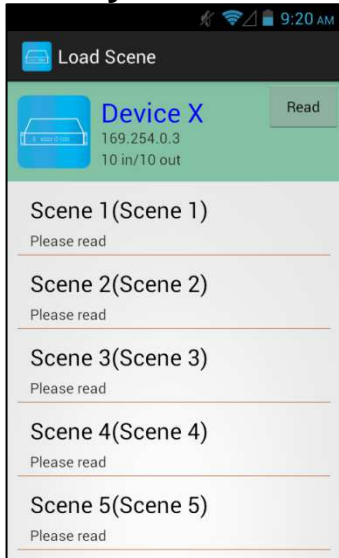 9:20 AM
Load Scene
Device X
Read
169.254.0.3
10 in/10 out
Scene 1(Scene 1)
Please read
Scene 2(Scene 2)
Please read
Scene 3(Scene 3)
Please read
Scene 4(Scene 4)
Please read
Scene 5(Scene 5)
Please read